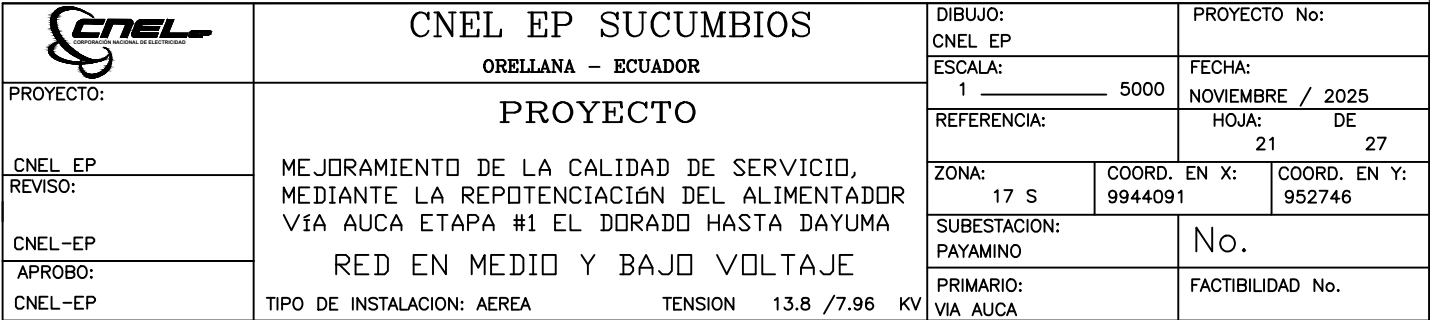 CNEL
CORPORACIÓN NACIONAL DE ELECTRICIDAD
PROYECTO:
CNEL EP
REVISO:
CNEL-EP
APROBO:
CNEL-EP
CNEL EP SUCUMBIOS
ORELLANA - ECUADOR
PROYECTO
MEJORAMIENTO DE LA CALIDAD DE SERVICIO,
MEDIANTE LA REPOTENCIACIóN DEL ALIMENTADOR
VíA AUCA ETAPA #1 EL DORADO HASTA DAYUMA
RED EN MEDIO Y BAJO VOLTAJE
TIPO DE INSTALACION: AEREA TENSION 13.8 /7.96 KV
DIBUJO:
CNEL EP
PROYECTO No:
ESCALA:
1 ________ 5000
FECHA:
NOVIEMBRE / 2025
REFERENCIA:
HOJA: DE
21 27
ZONA:
17 S
COORD. EN X:
9944091
COORD. EN Y:
952746
SUBESTACION:
PAYAMINO
No.
PRIMARIO:
VIA AUCA
FACTIBILIDAD No.